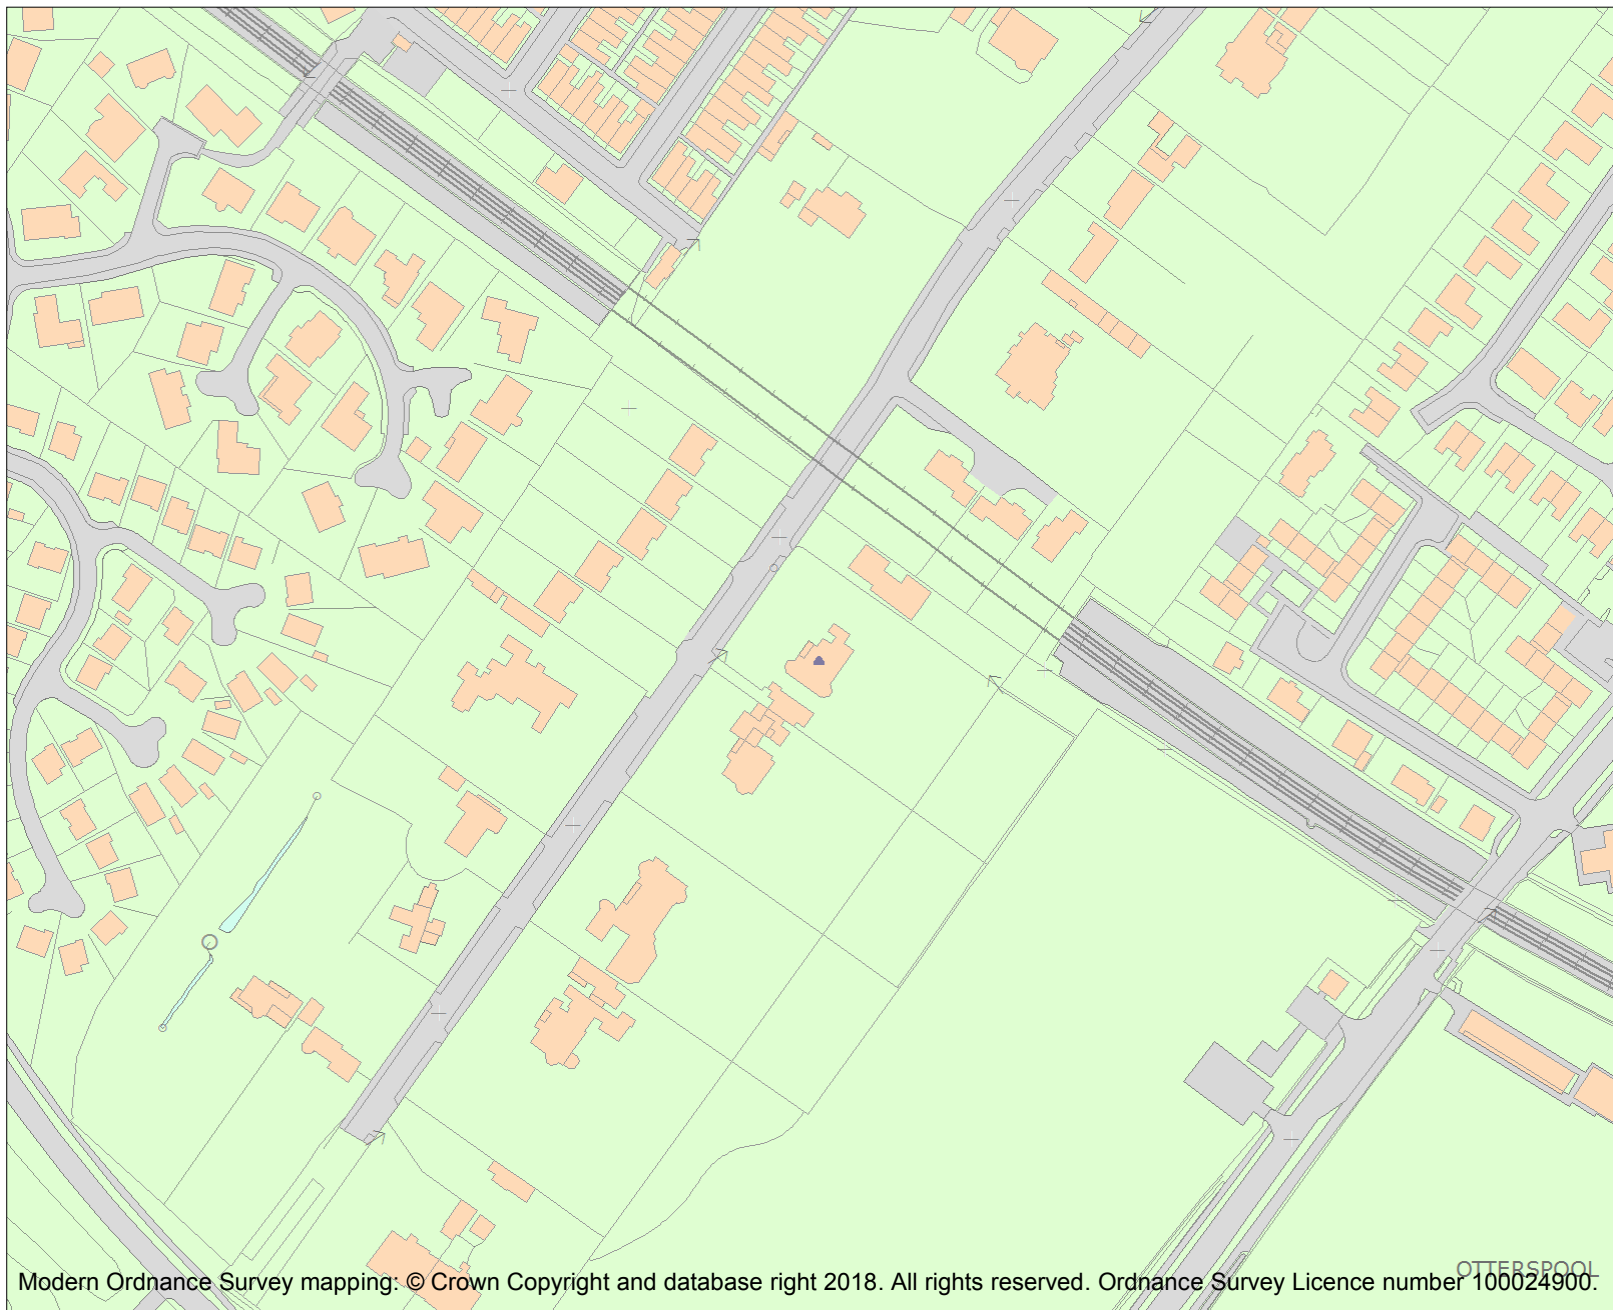 OTTERSPOOL
Modern Ordnance Survey mapping: © Crown Copyright and database right 2018. All rights reserved. Ordnance Survey Licence number 100024900.